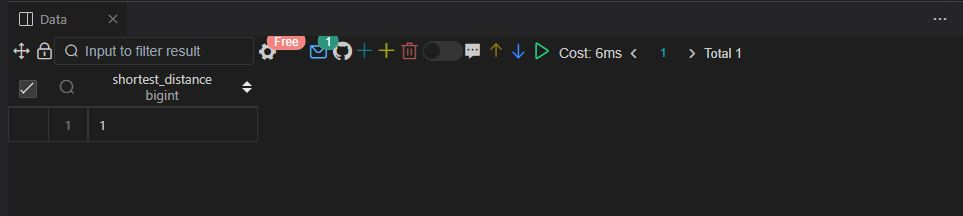 Data
Input to filter result
Free
1
Cost: 6ms
1
Total 1
shortest_distance
bigint
1
1